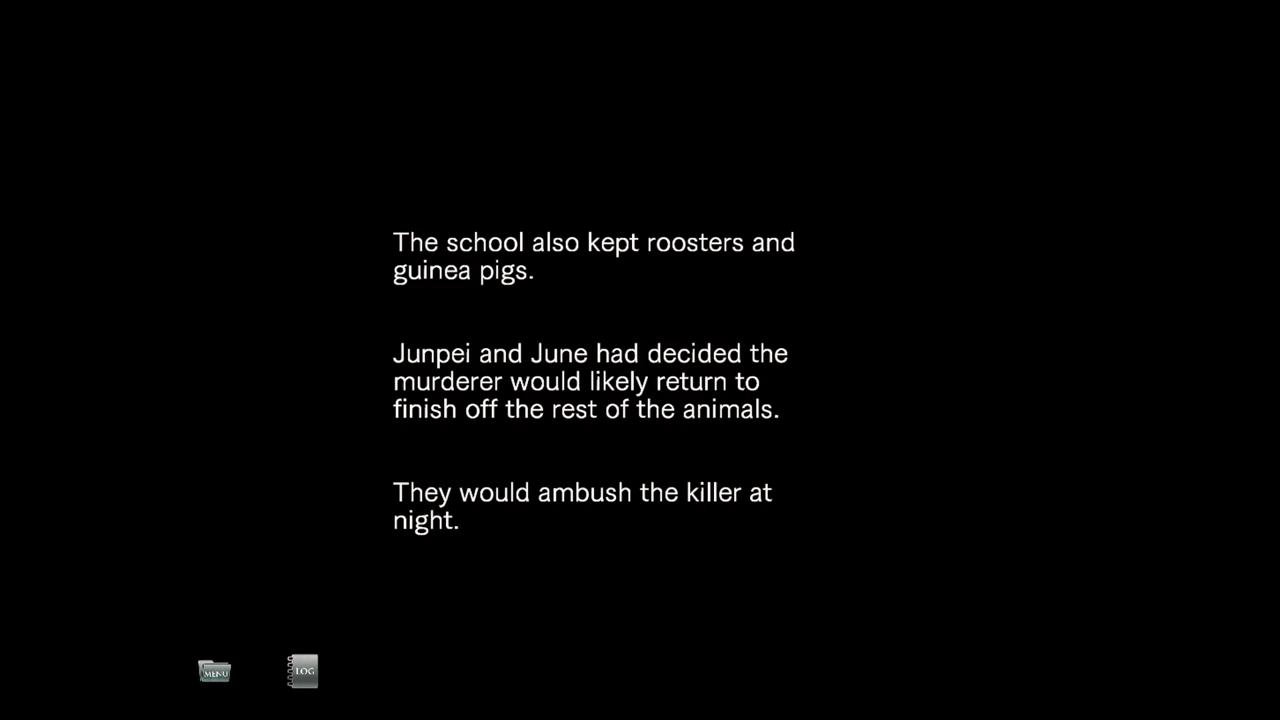 The school also kept roosters and
guinea pigs.
Junpei and June had decided the
murderer would likely return to
finish off the rest of the animals.
They would ambush the killer at
night.
MENU
LOG